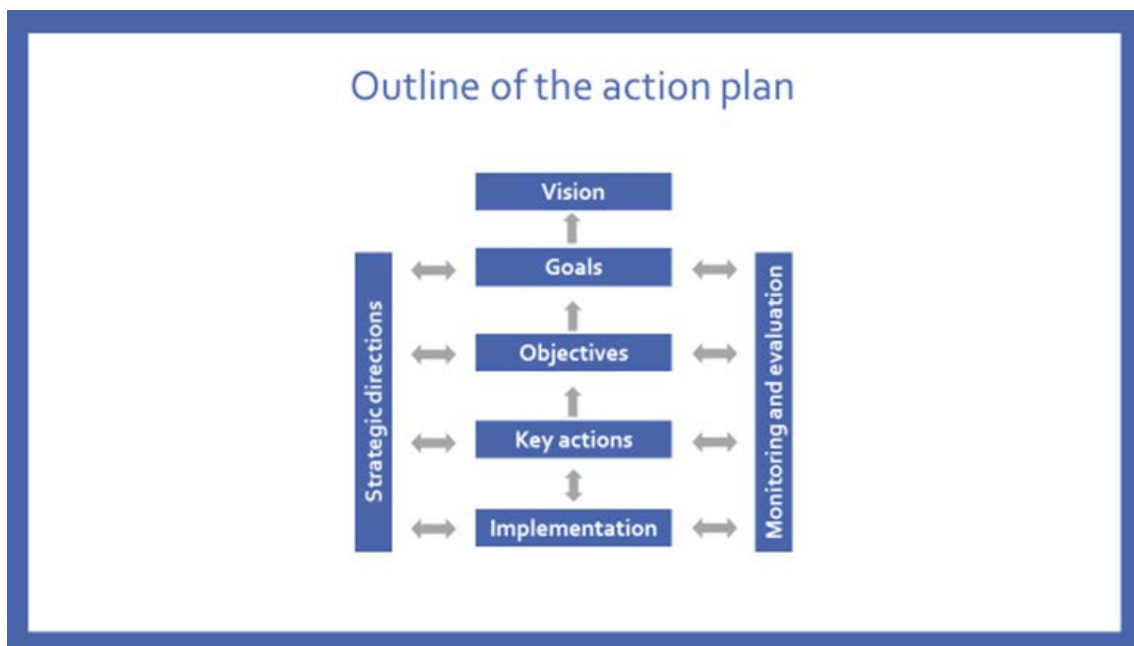 Outline of the action plan
Vision
Goals
Objectives
Key actions
Implementation
Strategic directions
Monitoring and evaluation